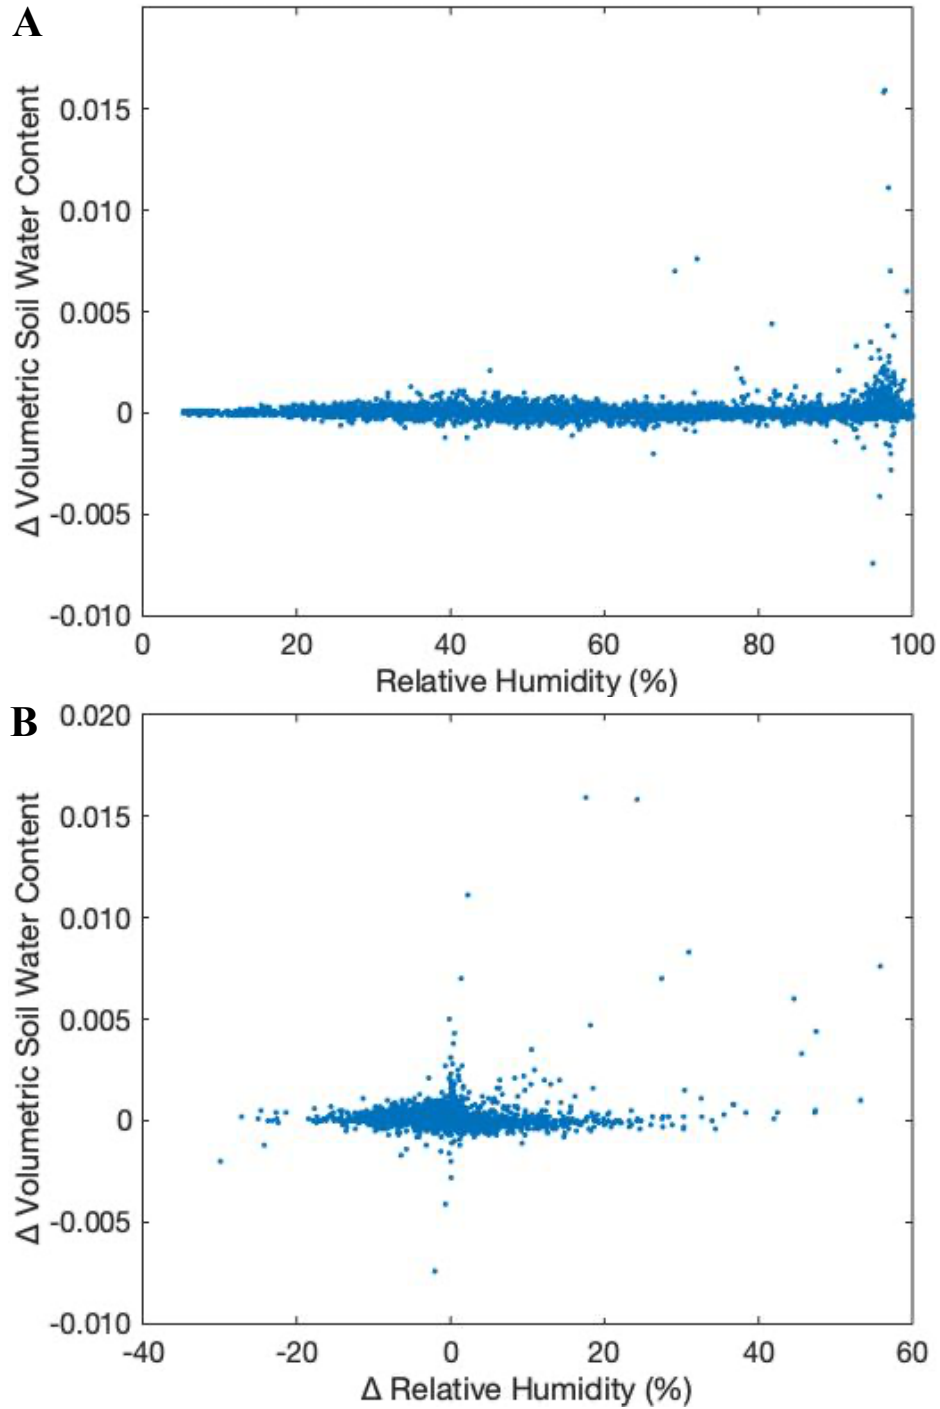 A
Δ Volumetric Soil Water Content
0.015
0.010
0.005
0
-0.005
-0.010
0 20 40 60 80 100
Relative Humidity (%)
B
Δ Volumetric Soil Water Content
0.020
0.015
0.010
0.005
0
-0.005
-0.010
-40 -20 0 20 40 60
Δ Relative Humidity (%)